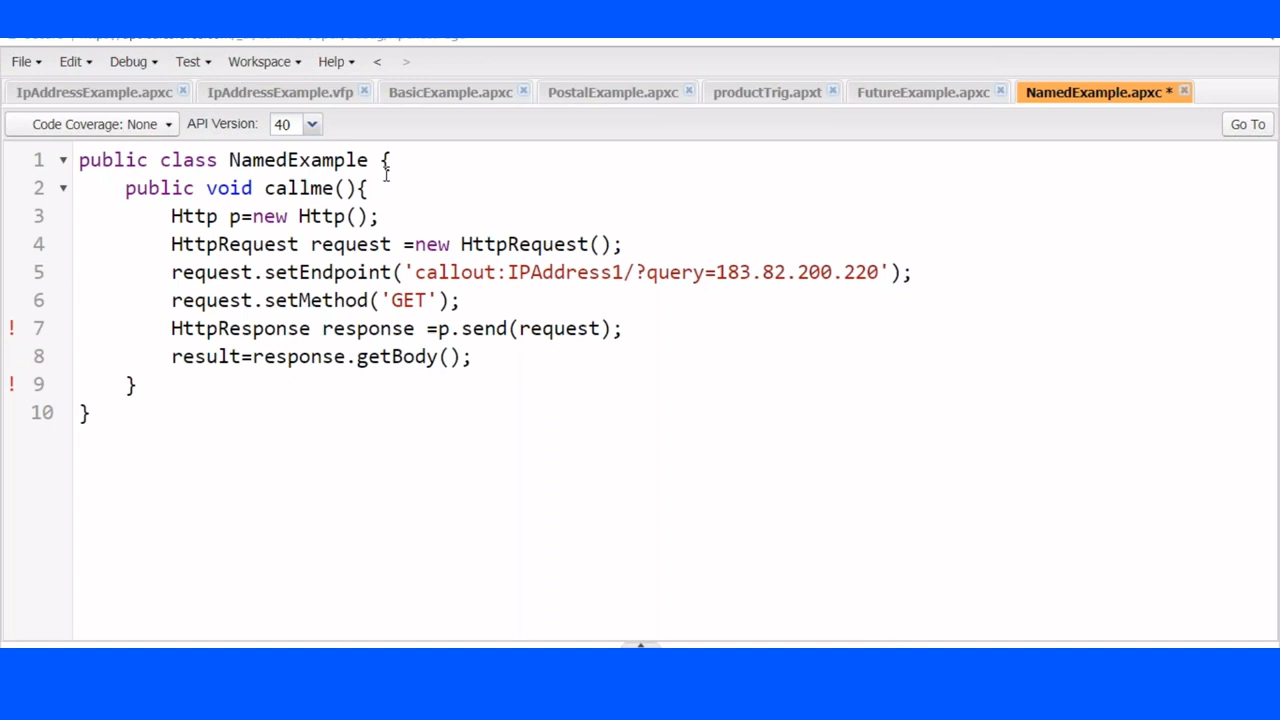 File Edit Debug Test Workspace Help < >
IpAddressExample.apxc IpAddressExample.vfp BasicExample.apxc PostalExample.apxc productTrig.apxt FutureExample.apxc NamedExample.apxc *
Code Coverage: None API Version: 40 Go To
1 public class NamedExample {
2 public void callme(){
3 Http p=new Http();
4 HttpRequest request =new HttpRequest();
5 request.setEndpoint('callout:IPAddress1/?query=183.82.200.220');
6 request.setMethod('GET');
! 7 HttpResponse response =p.send(request);
8 result=response.getBody();
! 9 }
10 }